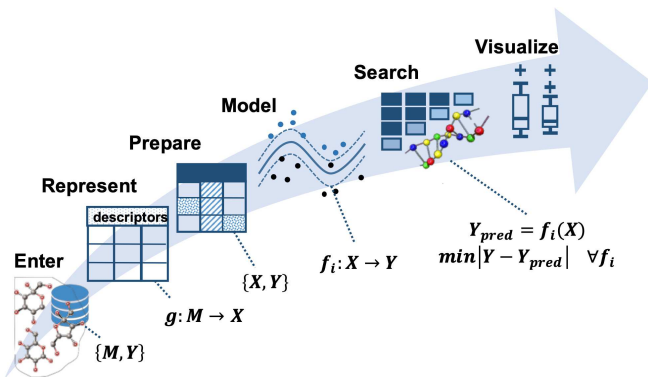 Visualize
Search
Model
Prepare
Represent
descriptors
Enter
Y_pred = f_i(X)
min|Y − Y_pred| ∀f_i
f_i: X → Y
{X, Y}
g: M → X
{M, Y}